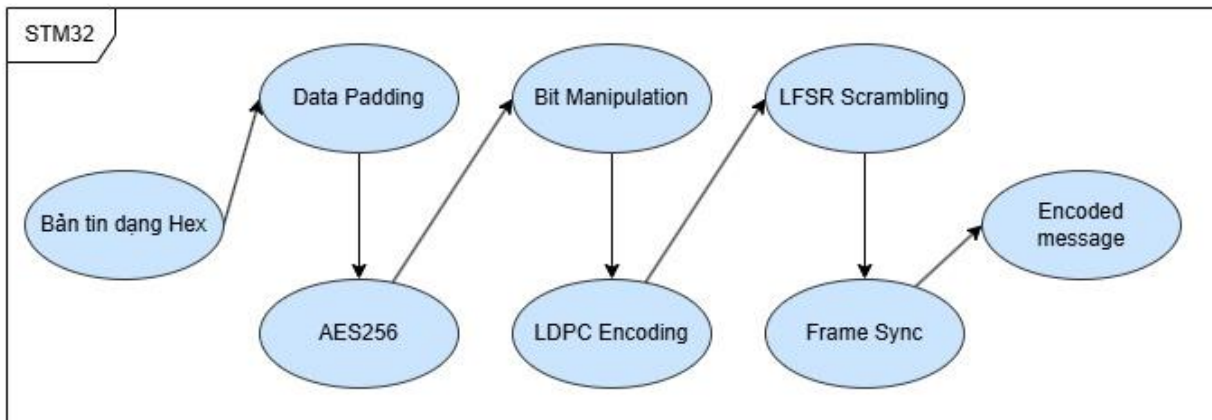 STM32
Bản tin dạng Hex
Data Padding
AES256
Bit Manipulation
LDPC Encoding
LFSR Scrambling
Frame Sync
Encoded
message